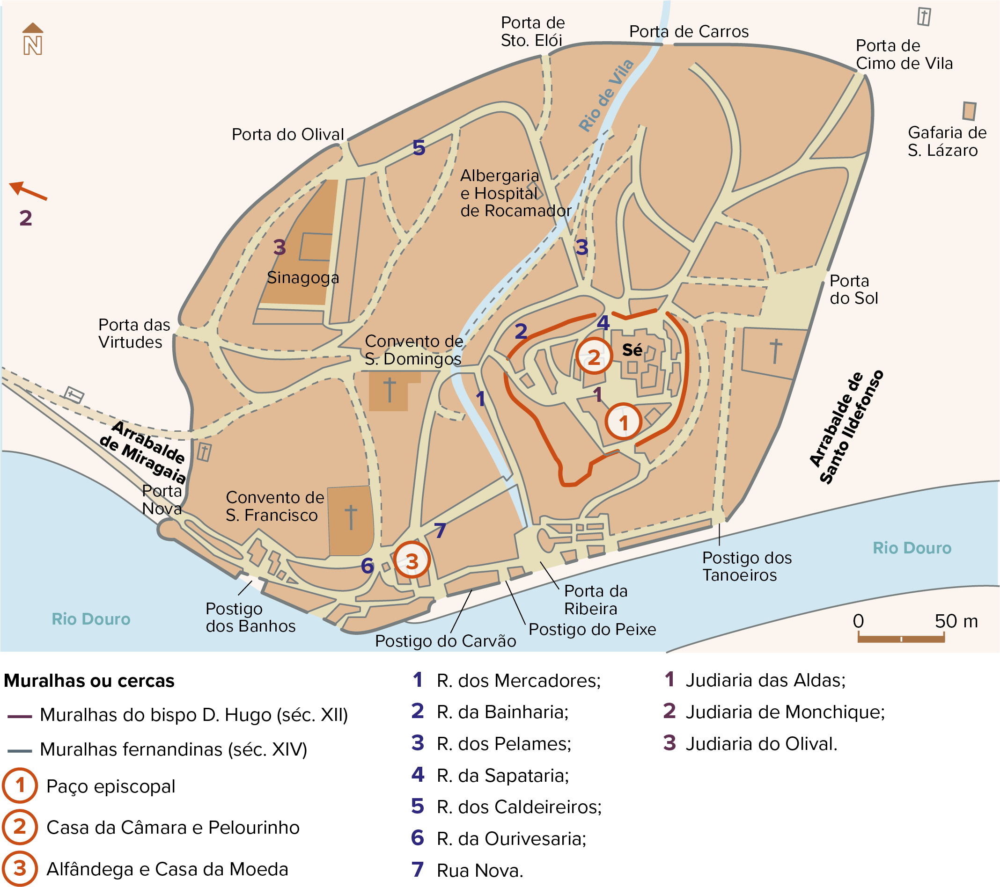 N
Porta de
Sto. Elói
Porta de Carros
Porta de
Cimo de Vila
Rio de Vila
Porta do Olival
5
Gafaria de
S. Lázaro
Albergaria
e Hospital
de Rocamador
2
3
3
Sinagoga
Porta
do Sol
Porta das
Virtudes
2
4
Convento de
S. Domingos
2
Sé
1
1
1
Arrabalde de
Santo Ildefonso
Arrabalde
de Miragaia
Porta
Nova
Convento de
S. Francisco
7
6
3
Rio Douro
Postigo dos
Tanoeiros
Porta da
Ribeira
Postigo
dos Banhos
Rio Douro
Postigo do Peixe
Postigo do Carvão
0 50 m
Muralhas ou cercas
Muralhas do bispo D. Hugo (séc. XII)
Muralhas fernandinas (séc. XIV)
1 Paço episcopal
2 Casa da Câmara e Pelourinho
3 Alfândega e Casa da Moeda
1 R. dos Mercadores;
2 R. da Bainharia;
3 R. dos Pelames;
4 R. da Sapataria;
5 R. dos Caldeireiros;
6 R. da Ourivesaria;
7 Rua Nova.
1 Judiaria das Aldas;
2 Judiaria de Monchique;
3 Judiaria do Olival.